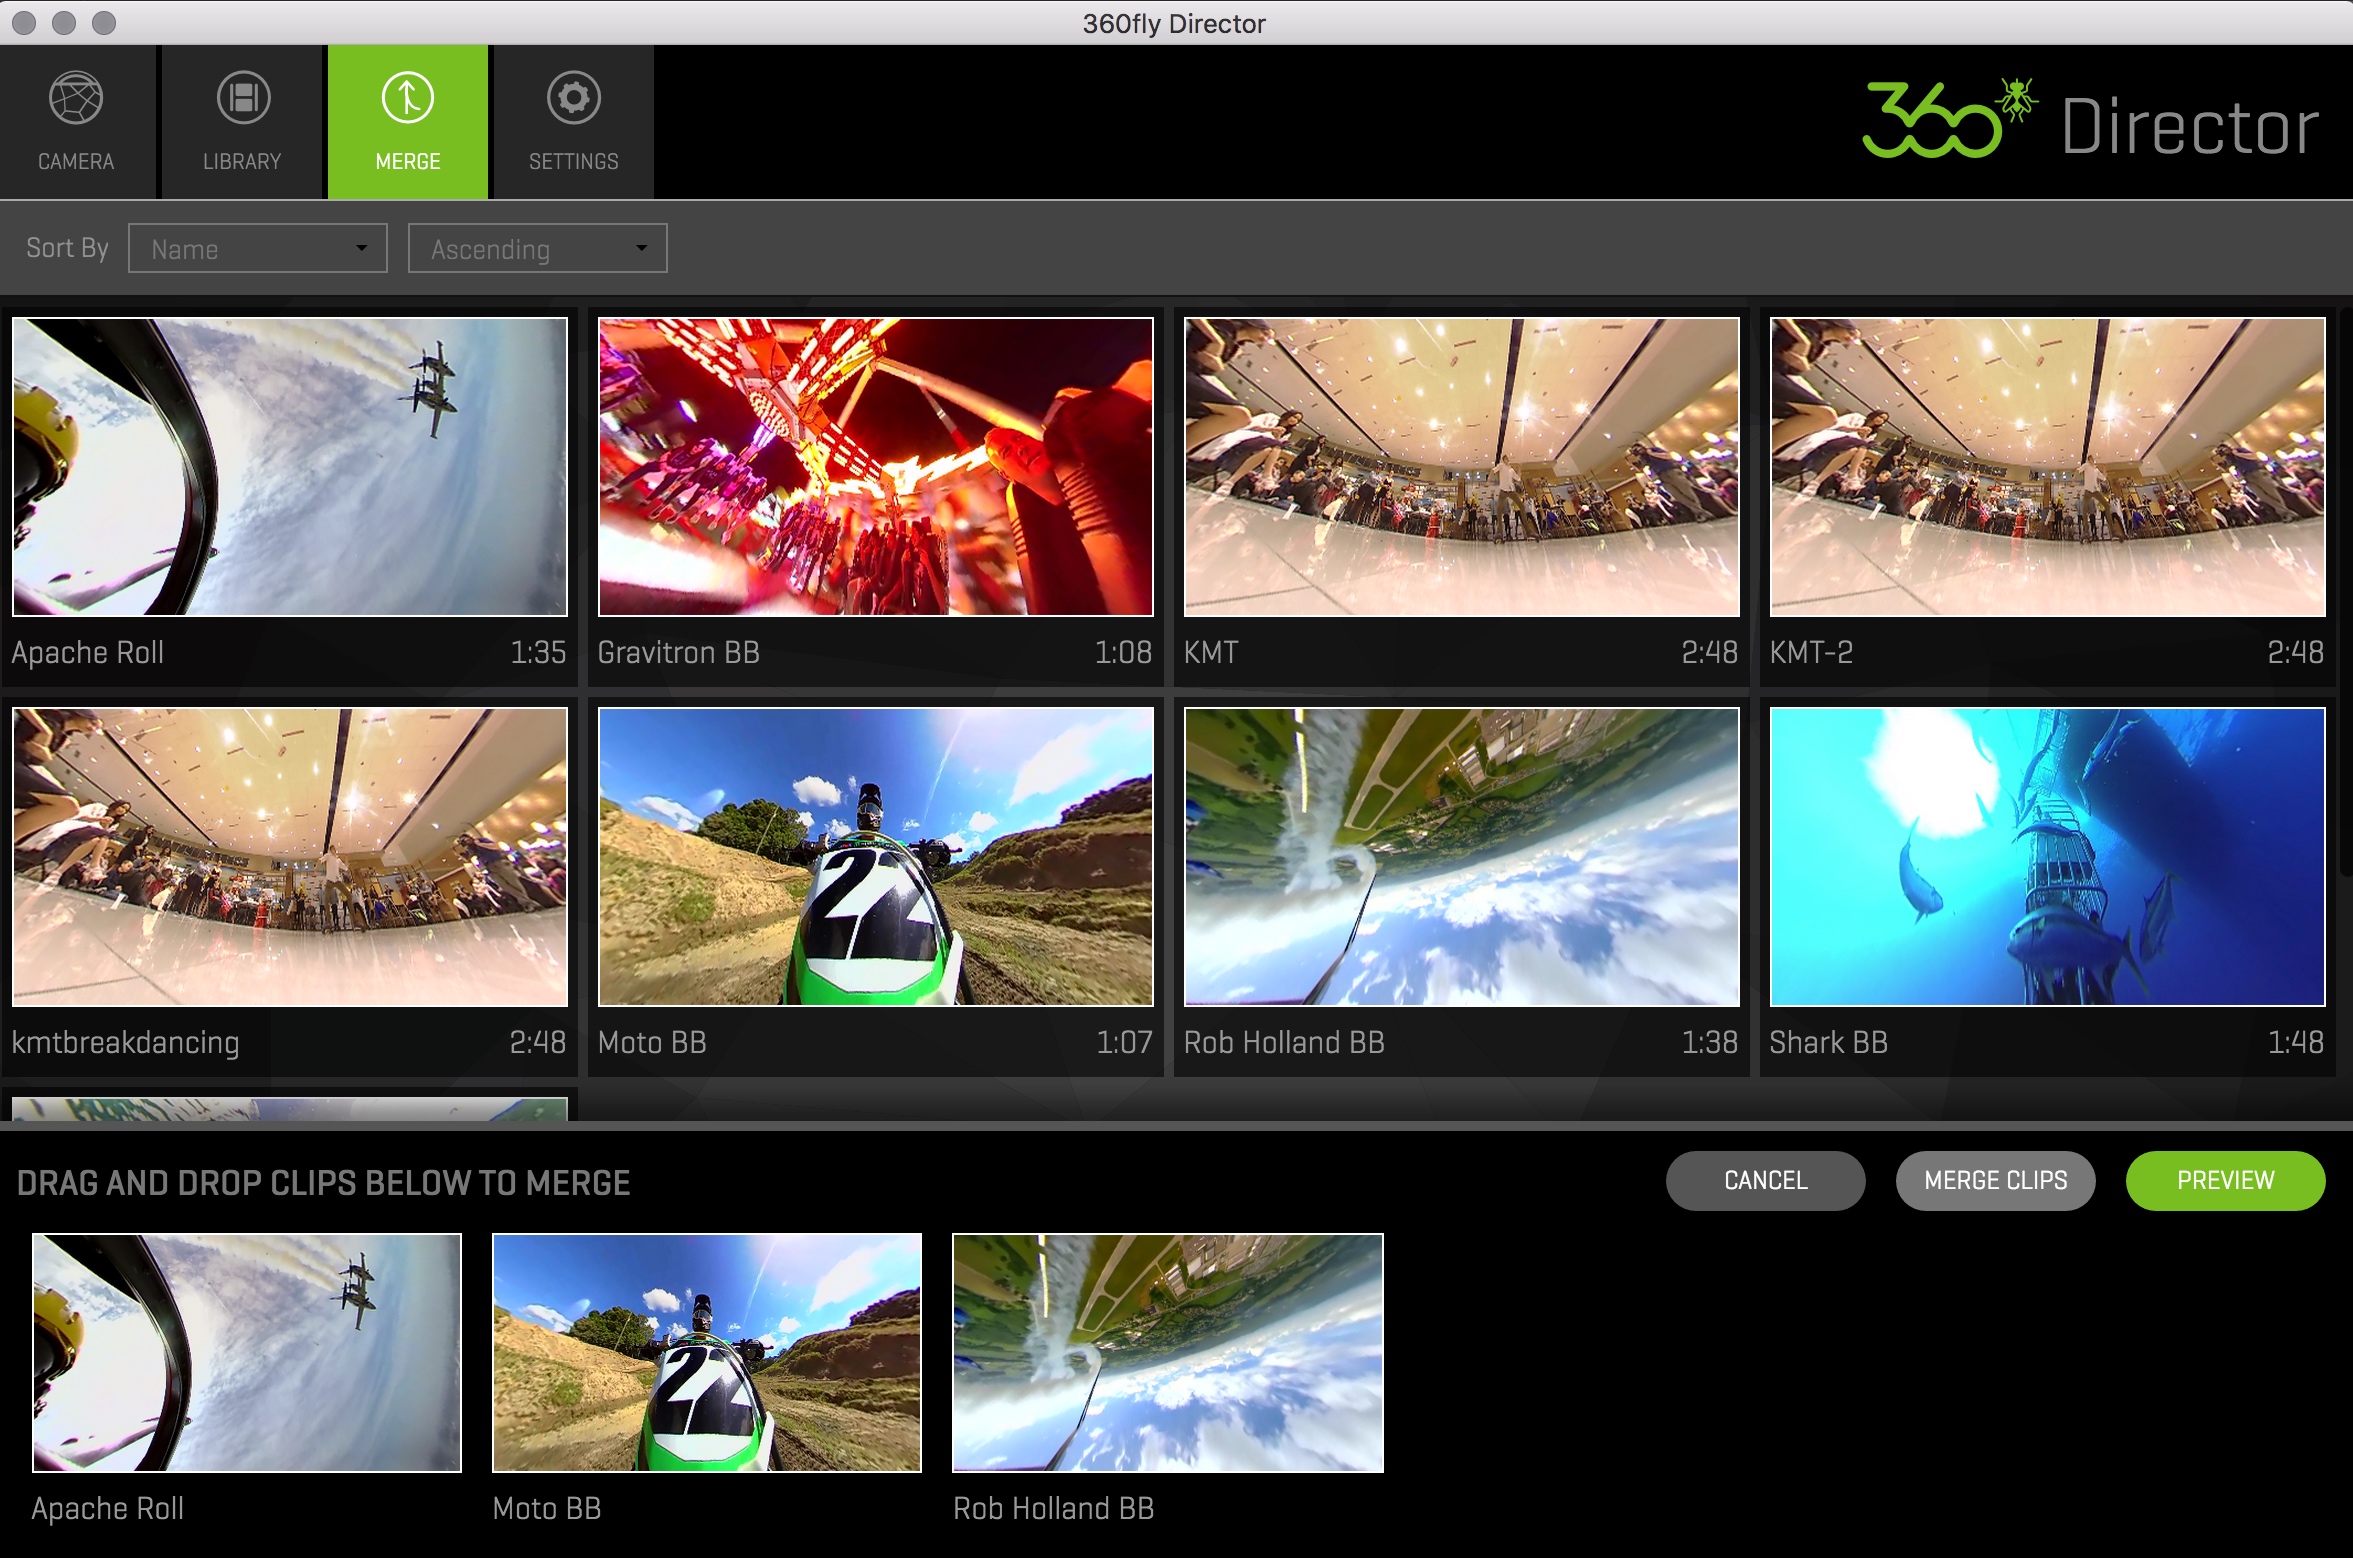 360fly Director
CAMERA
LIBRARY
MERGE
SETTINGS
360 Director
Sort By
Name
Ascending
Apache Roll 1:35
Gravitron BB 1:08
KMT 2:48
KMT-2 2:48
22
kmtbreakdancing 2:48
Moto BB 1:07
Rob Holland BB 1:38
Shark BB 1:48
DRAG AND DROP CLIPS BELOW TO MERGE
CANCEL
MERGE CLIPS
PREVIEW
22
Apache Roll
Moto BB
Rob Holland BB